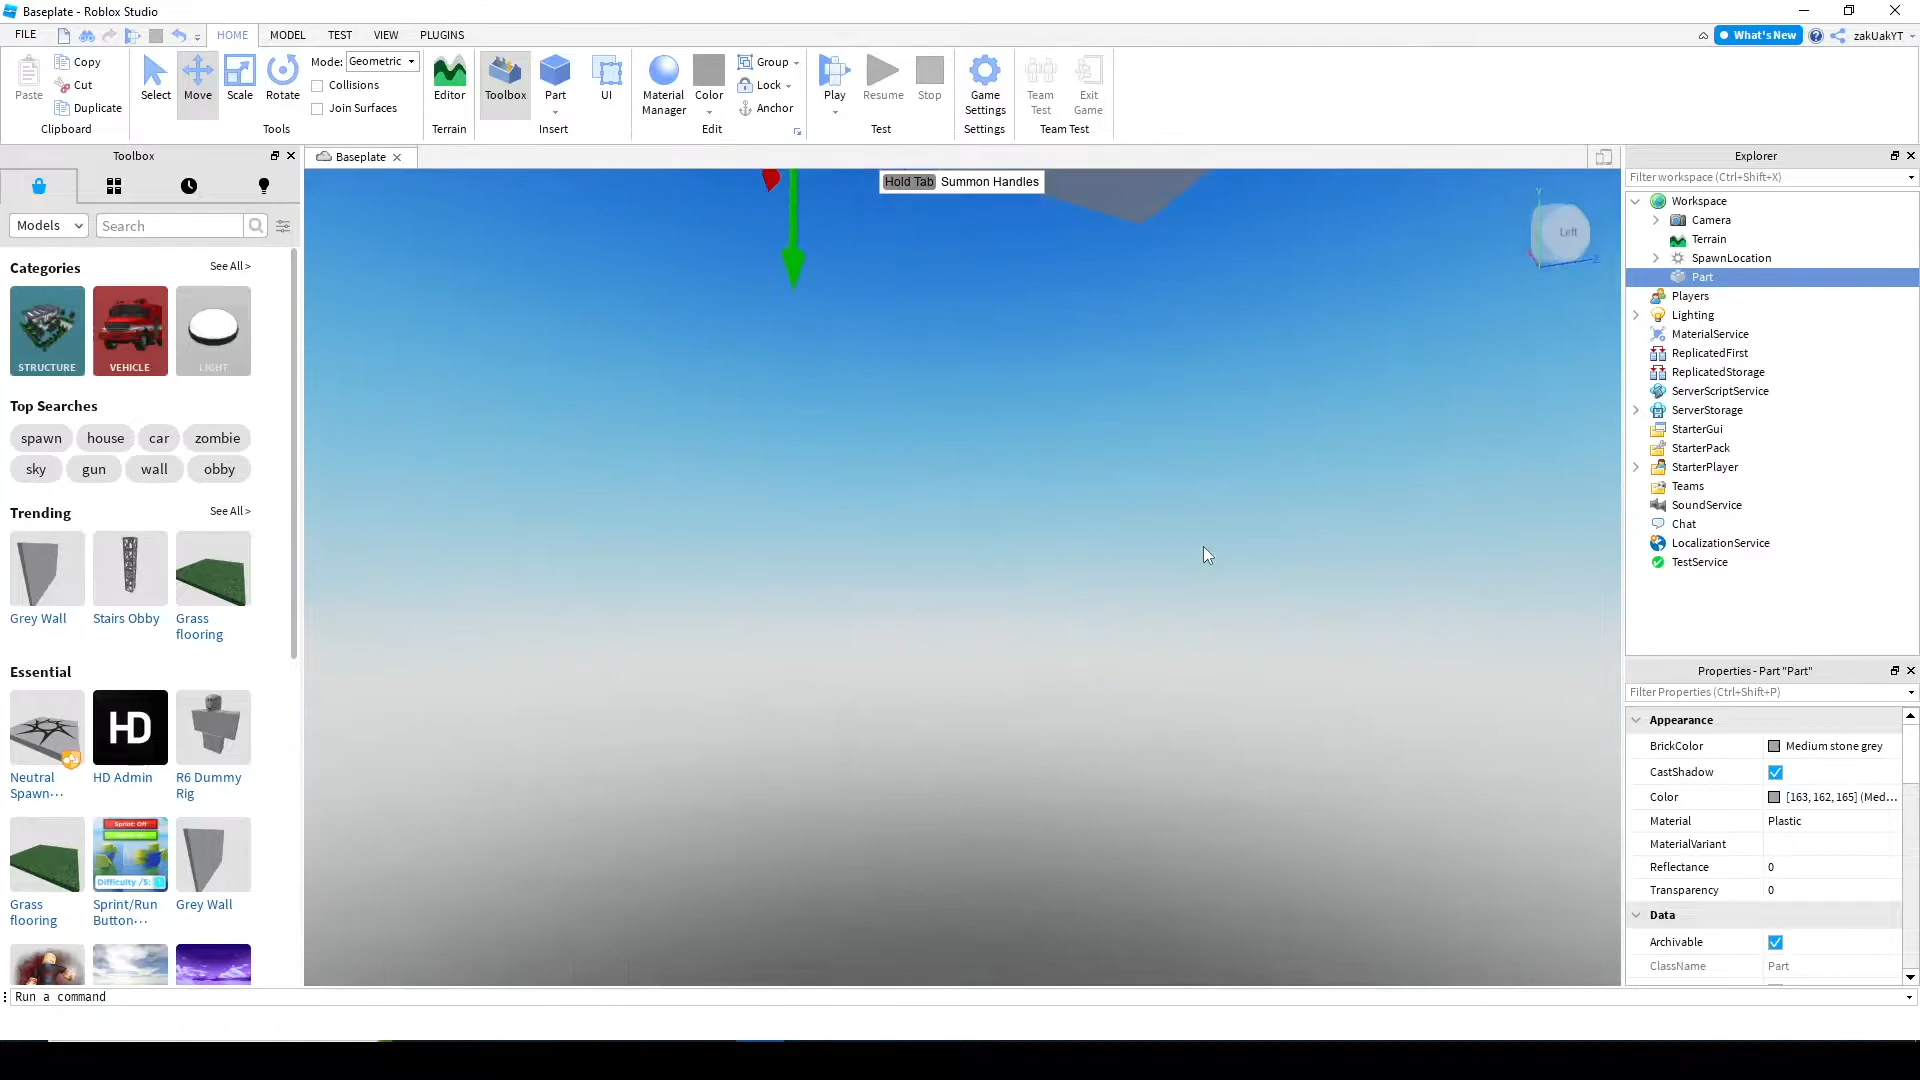 Baseplate - Roblox Studio
FILE HOME MODEL TEST VIEW PLUGINS What's New zakUakYT
Paste Copy Cut Duplicate Clipboard
Select Move Scale Rotate Mode: Geometric Collisions Join Surfaces Tools
Editor Terrain
Toolbox Part UI Insert
Material Manager Color Group Lock Anchor Edit
Play Resume Stop Test
Game Settings Settings
Team Test Exit Game Team Test
Toolbox
Models Search
Categories See All >
STRUCTURE VEHICLE LIGHT
Top Searches
spawn house car zombie
sky gun wall obby
Trending See All >
Grey Wall Stairs Obby Grass flooring
Essential
HD
Neutral Spawn... HD Admin R6 Dummy Rig
Sprint: Off
Difficulty /5: 1
Grass flooring Sprint/Run Button... Grey Wall
Baseplate
Hold Tab Summon Handles
Left
Y
Z
Explorer
Filter workspace (Ctrl+Shift+X)
Workspace
Camera
Terrain
SpawnLocation
Part
Players
Lighting
MaterialService
ReplicatedFirst
ReplicatedStorage
ServerScriptService
ServerStorage
StarterGui
StarterPack
StarterPlayer
Teams
SoundService
Chat
LocalizationService
TestService
Properties - Part "Part"
Filter Properties (Ctrl+Shift+P)
Appearance
BrickColor Medium stone grey
CastShadow
Color [163, 162, 165] (Med...
Material Plastic
MaterialVariant
Reflectance 0
Transparency 0
Data
Archivable
ClassName Part
Run a command